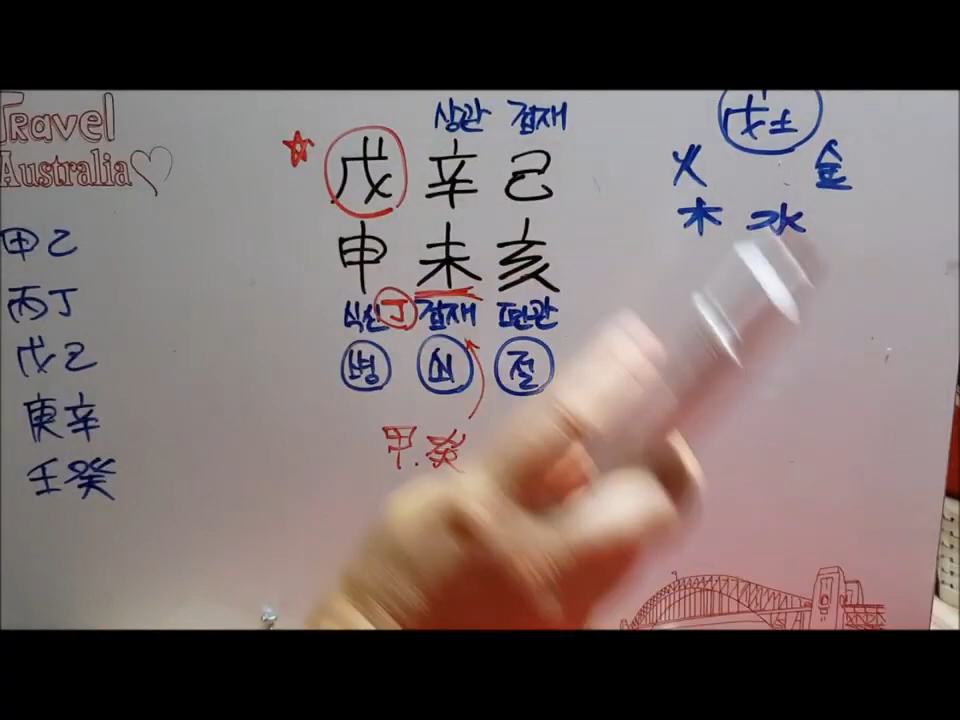 Travel
Australia
상관 겁재
戊土
戊 辛 己
火 金
木 水
甲己
申 未 亥
丙丁
식신 丁 겁재 편관
戊己
병 쇠 절
庚辛
甲.癸
壬癸